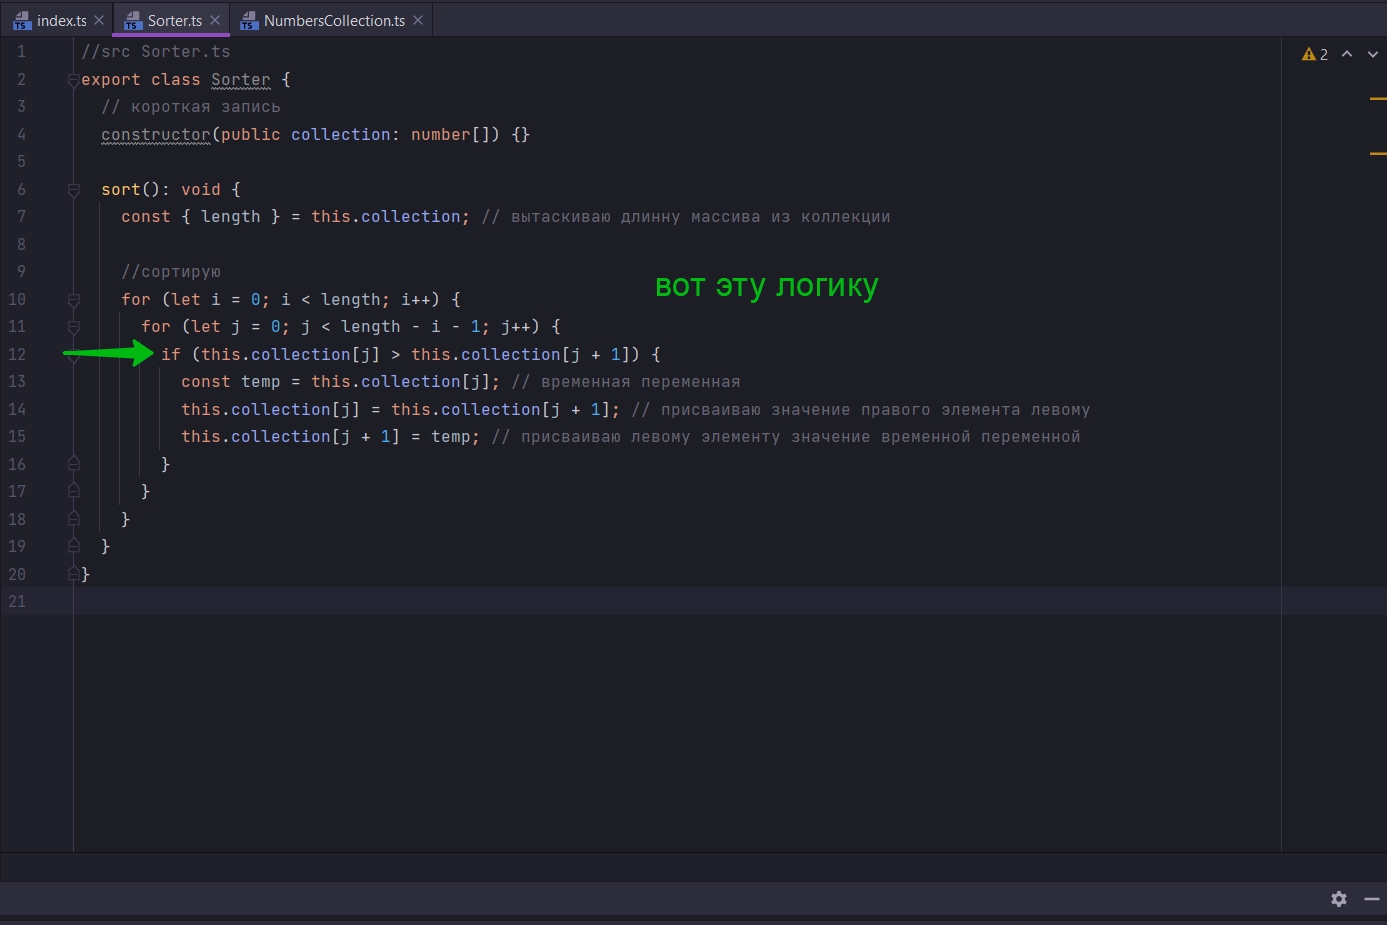 index.ts Sorter.ts NumbersCollection.ts
1 //src Sorter.ts
2 export class Sorter {
3 // короткая запись
4 constructor(public collection: number[]) {}
5
6 sort(): void {
7 const { length } = this.collection; // вытаскиваю длинну массива из коллекции
8
9 //сортирую
10 for (let i = 0; i < length; i++) {
11 for (let j = 0; j < length - i - 1; j++) {
12 if (this.collection[j] > this.collection[j + 1]) {
13 const temp = this.collection[j]; // временная переменная
14 this.collection[j] = this.collection[j + 1]; // присваиваю значение правого элемента левому
15 this.collection[j + 1] = temp; // присваиваю левому элементу значение временной переменной
16 }
17 }
18 }
19 }
20 }
21
2
вот эту логику